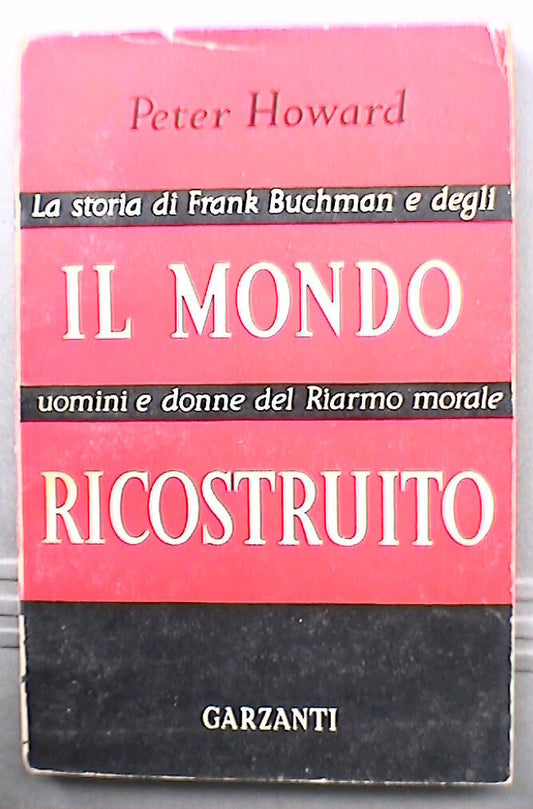 Peter Howard
La storia di Frank Buchman e degli
IL MONDO
uomini e donne del Riarmo morale
RICOSTRUITO
GARZANTI